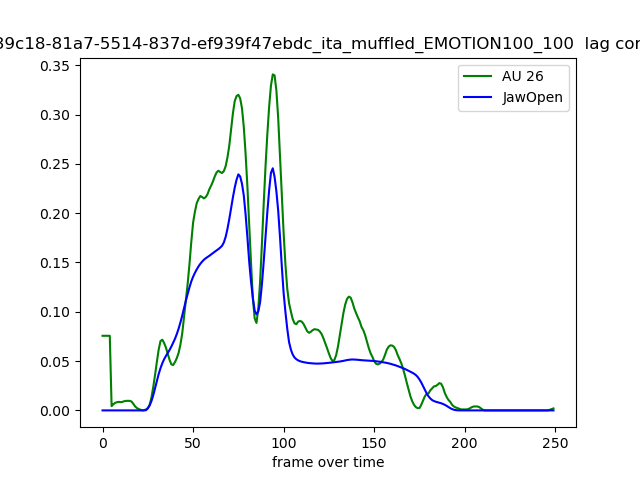 39c18-81a7-5514-837d-ef939f47ebdc_ita_muffled_EMOTION100_100 lag cor
AU 26
JawOpen
0.35
0.30
0.25
0.20
0.15
0.10
0.05
0.00
0 50 100 150 200 250
frame over time